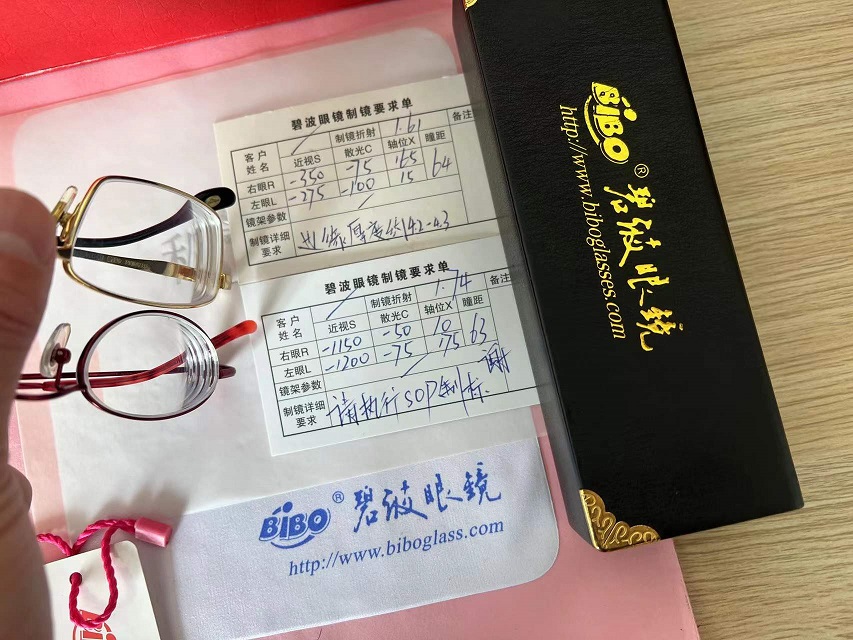 碧波眼镜制镜要求单
客户姓名 近视S 制镜折射 散光C 1.61 轴位X 瞳距 备注
右眼R -350 -75 165 64
左眼L -275 -100 15
镜架参数
制镜详细要求 边缘厚度
碧波眼镜制镜要求单
客户姓名 近视S 制镜折射 散光C 1.74 轴位X 瞳距 备注
右眼R -1150 -50 10 63
左眼L -1200 -75 175
镜架参数
制镜详细要求 请执行SOP制标 谢
BiBO® 碧波眼镜
http://www.biboglass.com
BiBO® 碧波眼镜
http://www.biboglasses.com